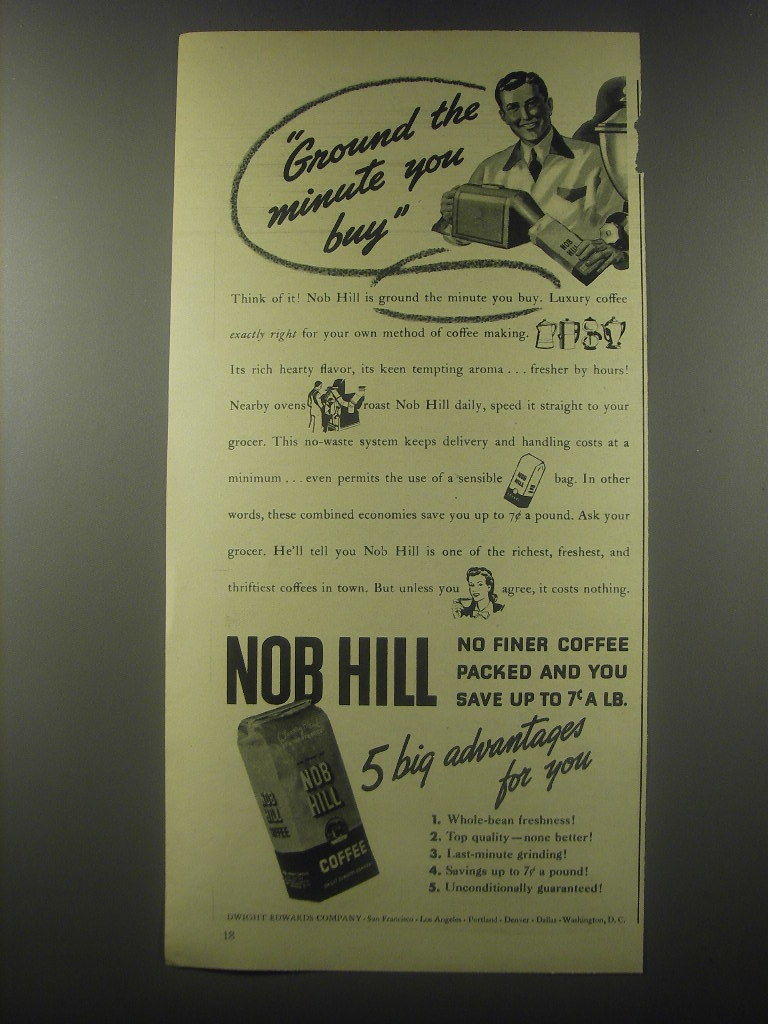 "Ground the
minute you
buy"
NOB
HILL
Think of it! Nob Hill is ground the minute you buy. Luxury coffee
exactly right for your own method of coffee making.
Its rich hearty flavor, its keen tempting aroma . . . fresher by hours!
Nearby ovens roast Nob Hill daily, speed it straight to your
grocer. This no-waste system keeps delivery and handling costs at a
minimum . . . even permits the use of a sensible bag. In other
NOB
HILL
words, these combined economies save you up to 7¢ a pound. Ask your
grocer. He'll tell you Nob Hill is one of the richest, freshest, and
thriftiest coffees in town. But unless you agree, it costs nothing.
NOB HILL
NO FINER COFFEE
PACKED AND YOU
SAVE UP TO 7¢ A LB.
5 big advantages
for you
NOB
HILL
COFFEE
NOB
HILL
COFFEE
1. Whole-bean freshness!
2. Top quality—none better!
3. Last-minute grinding!
4. Savings up to 7¢ a pound!
5. Unconditionally guaranteed!
DWIGHT EDWARDS COMPANY · San Francisco · Los Angeles · Portland · Denver · Dallas · Washington, D. C.
18